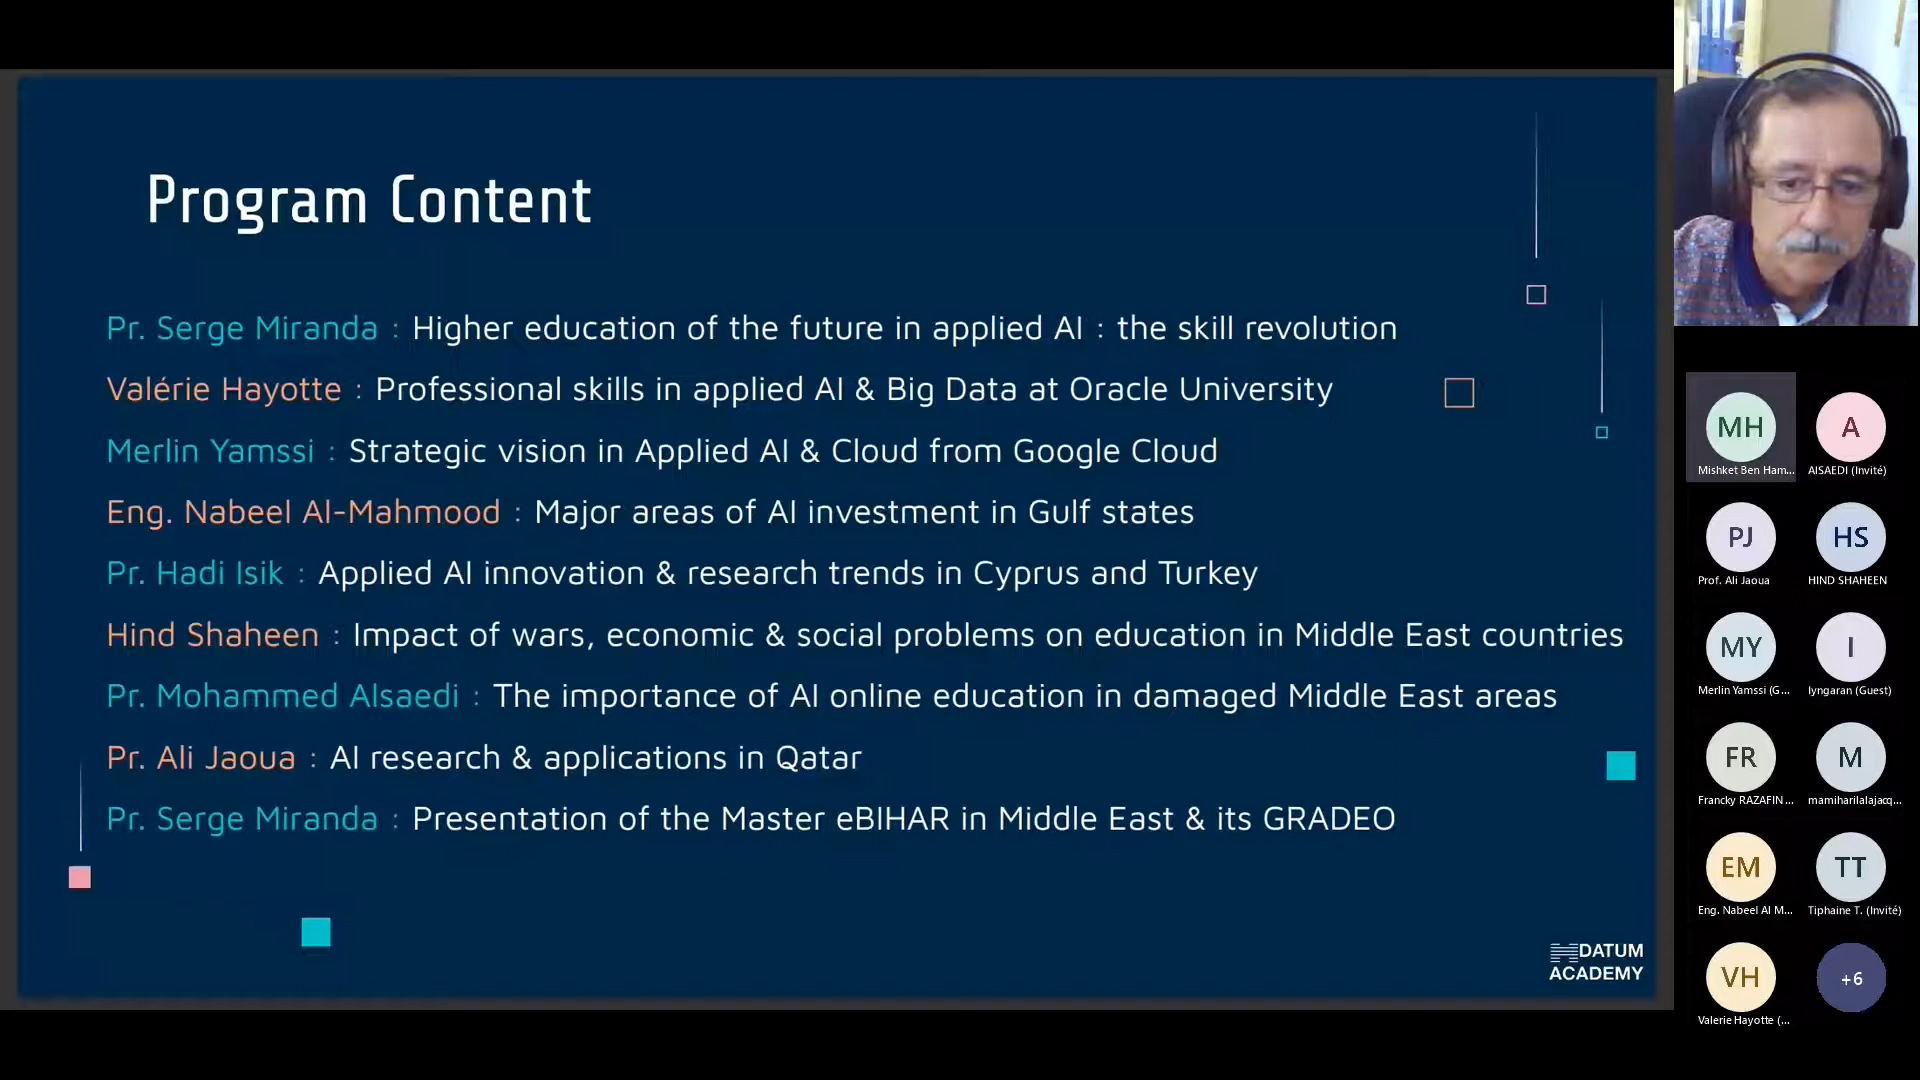 Program Content
Pr. Serge Miranda : Higher education of the future in applied AI : the skill revolution
Valérie Hayotte : Professional skills in applied AI & Big Data at Oracle University
Merlin Yamssi : Strategic vision in Applied AI & Cloud from Google Cloud
Eng. Nabeel Al-Mahmood : Major areas of AI investment in Gulf states
Pr. Hadi Isik : Applied AI innovation & research trends in Cyprus and Turkey
Hind Shaheen : Impact of wars, economic & social problems on education in Middle East countries
Pr. Mohammed Alsaedi : The importance of AI online education in damaged Middle East areas
Pr. Ali Jaoua : AI research & applications in Qatar
Pr. Serge Miranda : Presentation of the Master eBIHAR in Middle East & its GRADEO
DATUM
ACADEMY
MH
Mishket Ben Ham...
A
AlSAEDI (Invité)
PJ
Prof. Ali Jaoua
HS
HIND SHAHEEN
MY
Merlin Yamssi (G...
I
Iyngaran (Guest)
FR
Francky RAZAFIN...
M
mamiharilalajacq...
EM
Eng. Nabeel Al M...
TT
Tiphaine T. (Invité)
VH
Valerie Hayotte (...
+6